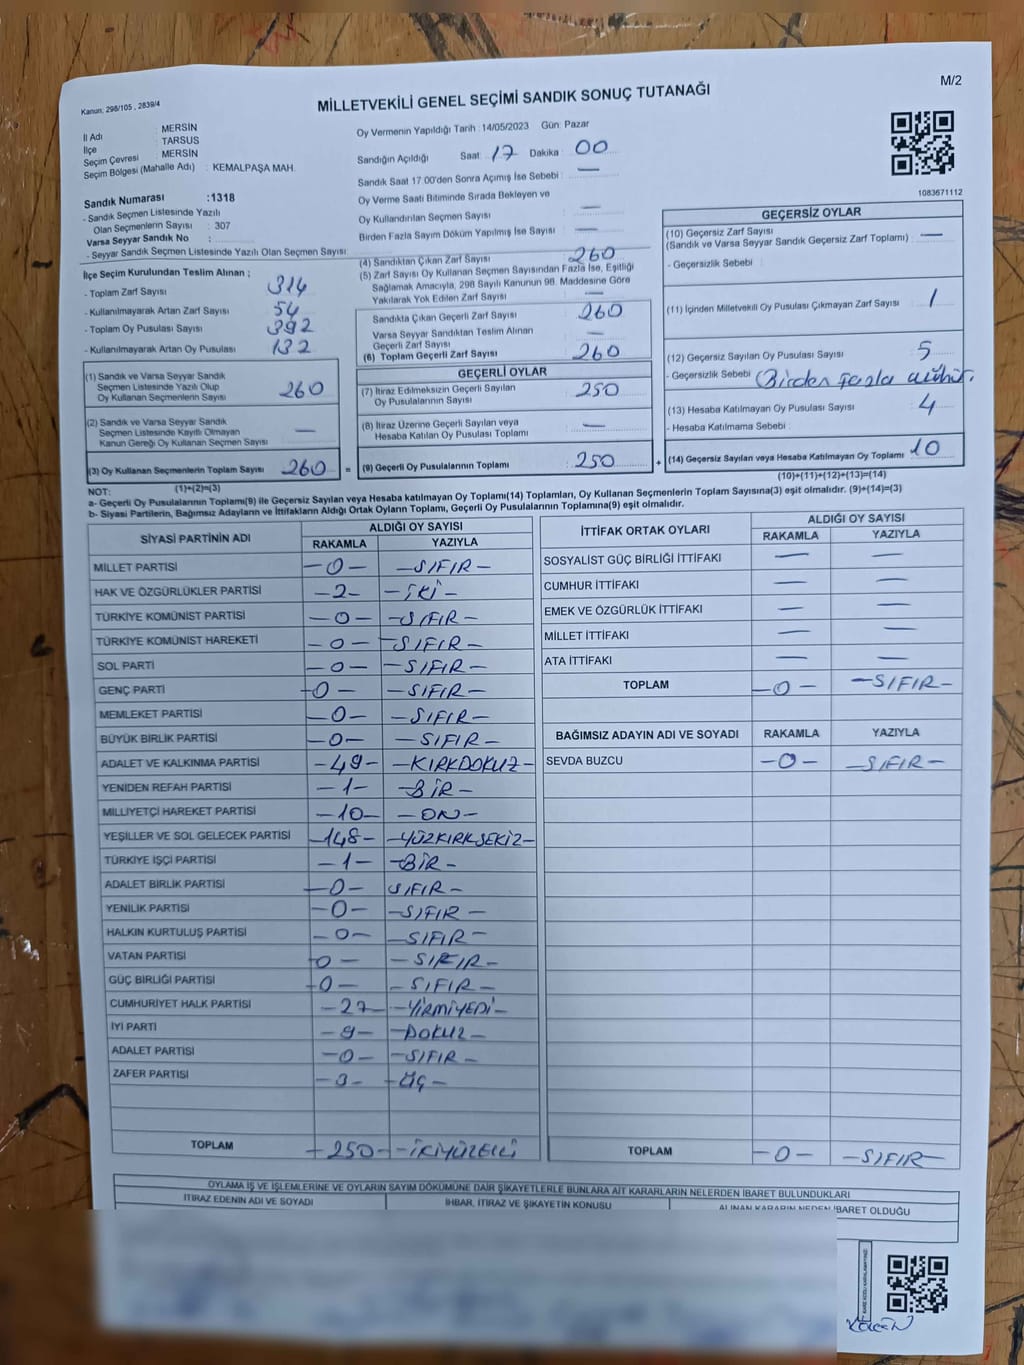 M/2
Kanun: 298/105 , 2839/4
MİLLETVEKİLİ GENEL SEÇİMİ SANDIK SONUÇ TUTANAĞI
İl Adı : MERSİN
İlçe TARSUS
Seçim Çevresi : MERSİN
Seçim Bölgesi (Mahalle Adı) : KEMALPAŞA MAH.
Sandık Numarası :1318
- Sandık Seçmen Listesinde Yazılı
Olan Seçmenlerin Sayısı : 307
Varsa Seyyar Sandık No :
- Seyyar Sandık Seçmen Listesinde Yazılı Olan Seçmen Sayısı :
İlçe Seçim Kurulundan Teslim Alınan ;
- Toplam Zarf Sayısı 314
- Kullanılmayarak Artan Zarf Sayısı : 54
- Toplam Oy Pusulası Sayısı : 392
- Kullanılmayarak Artan Oy Pusulası 132
(1) Sandık ve Varsa Seyyar Sandık
Seçmen Listesinde Yazılı Olup
Oy Kullanan Seçmenlerin Sayısı : 260
(2) Sandık ve Varsa Seyyar Sandık
Seçmen Listesinde Kayıtlı Olmayan
Kanun Gereği Oy Kullanan Seçmen Sayısı : —
(3) Oy Kullanan Seçmenlerin Toplam Sayısı 260 =
(1)+(2)=(3)
Oy Vermenin Yapıldığı Tarih : 14/05/2023 Gün: Pazar
Sandığın Açıldığı Saat : 17 Dakika : 00
Sandık Saat 17.00'den Sonra Açımış İse Sebebi : —
Oy Verme Saati Bitiminde Sırada Bekleyen ve
Oy Kullandırılan Seçmen Sayısı : —
Birden Fazla Sayım Döküm Yapılmış İse Sayısı : —
(4) Sandıktan Çıkan Zarf Sayısı : 260
(5) Zarf Sayısı Oy Kullanan Seçmen Sayısından Fazla İse, Eşitliği
Sağlamak Amacıyla, 298 Sayılı Kanunun 98. Maddesine Göre
Yakılarak Yok Edilen Zarf Sayısı : —
Sandıkta Çıkan Geçerli Zarf Sayısı : 260
Varsa Seyyar Sandıktan Teslim Alınan
Geçerli Zarf Sayısı : —
(6) Toplam Geçerli Zarf Sayısı : 260
GEÇERLİ OYLAR
(7) İtiraz Edilmeksizin Geçerli Sayılan
Oy Pusulalarının Sayısı : 250
(8) İtiraz Üzerine Geçerli Sayılan veya
Hesaba Katılan Oy Pusulası Toplamı : —
(9) Geçerli Oy Pusulalarının Toplamı : 250 +
1083671112
GEÇERSİZ OYLAR
(10) Geçersiz Zarf Sayısı
(Sandık ve Varsa Seyyar Sandık Geçersiz Zarf Toplamı) : —
- Geçersizlik Sebebi :
(11) İçinden Milletvekili Oy Pusulası Çıkmayan Zarf Sayısı : 1
(12) Geçersiz Sayılan Oy Pusulası Sayısı : 5
- Geçersizlik Sebebi : Birden fazla mühür.
(13) Hesaba Katılmayan Oy Pusulası Sayısı : 4
- Hesaba Katılmama Sebebi :
(14) Geçersiz Sayılan veya Hesaba Katılmayan Oy Toplamı : 10
(10)+(11)+(12)+(13)=(14)
NOT:
a- Geçerli Oy Pusulalarının Toplamı(9) ile Geçersiz Sayılan veya Hesaba katılmayan Oy Toplamı(14) Toplamları, Oy Kullanan Seçmenlerin Toplam Sayısına(3) eşit olmalıdır. (9)+(14)=(3)
b- Siyasi Partilerin, Bağımsız Adayların ve İttifakların Aldığı Ortak Oyların Toplamı, Geçerli Oy Pusulalarının Toplamına(9) eşit olmalıdır.
SİYASİ PARTİNİN ADI ALDIĞI OY SAYISI
RAKAMLA YAZIYLA
MİLLET PARTİSİ —0— —SIFIR—
HAK VE ÖZGÜRLÜKLER PARTİSİ —2— —İKİ—
TÜRKİYE KOMÜNİST PARTİSİ —0— —SIFIR—
TÜRKİYE KOMÜNİST HAREKETİ —0— —SIFIR—
SOL PARTİ —0— —SIFIR—
GENÇ PARTİ —0— —SIFIR—
MEMLEKET PARTİSİ —0— —SIFIR—
BÜYÜK BİRLİK PARTİSİ —0— —SIFIR—
ADALET VE KALKINMA PARTİSİ —49— —KIRKDOKUZ—
YENİDEN REFAH PARTİSİ —1— —BİR—
MİLLİYETÇİ HAREKET PARTİSİ —10— —ON—
YEŞİLLER VE SOL GELECEK PARTİSİ —148— —YÜZKIRKSEKİZ—
TÜRKİYE İŞÇİ PARTİSİ —1— —BİR—
ADALET BİRLİK PARTİSİ —0— SIFIR—
YENİLİK PARTİSİ —0— —SIFIR—
HALKIN KURTULUŞ PARTİSİ —0— —SIFIR—
VATAN PARTİSİ —0— —SIFIR—
GÜÇ BİRLİĞİ PARTİSİ —0— —SIFIR—
CUMHURİYET HALK PARTİSİ —27— —YİRMİYEDİ—
İYİ PARTİ —9— —DOKUZ—
ADALET PARTİSİ —0— —SIFIR—
ZAFER PARTİSİ —3— —ÜÇ—
TOPLAM —250— —İKİYÜZELLİ
İTTİFAK ORTAK OYLARI ALDIĞI OY SAYISI
RAKAMLA YAZIYLA
SOSYALİST GÜÇ BİRLİĞİ İTTİFAKI — —
CUMHUR İTTİFAKI — —
EMEK VE ÖZGÜRLÜK İTTİFAKI — —
MİLLET İTTİFAKI — —
ATA İTTİFAKI — —
TOPLAM —0— —SIFIR—
BAĞIMSIZ ADAYIN ADI VE SOYADI RAKAMLA YAZIYLA
SEVDA BUZCU —0— —SIFIR—
TOPLAM —0— —SIFIR—
OYLAMA İŞ VE İŞLEMLERİNE VE OYLARIN SAYIM DÖKÜMÜNE DAİR ŞİKAYETLERLE BUNLARA AİT KARARLARIN NELERDEN İBARET BULUNDUKLARI
İTİRAZ EDENİN ADI VE SOYADI İHBAR, İTİRAZ VE ŞİKAYETİN KONUSU ALINAN KARARIN NEDEN İBARET OLDUĞU